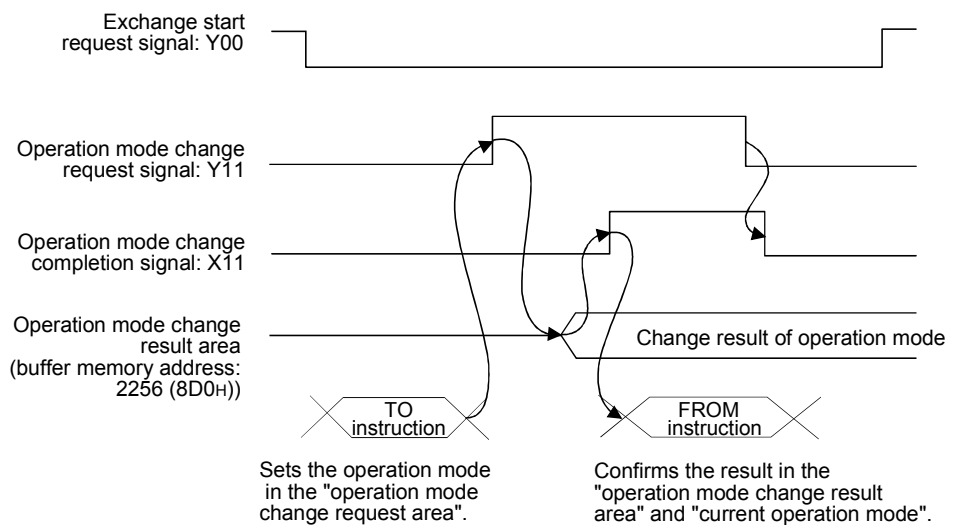 Exchange start
request signal: Y00
Operation mode change
request signal: Y11
Operation mode change
completion signal: X11
Operation mode change
result area
(buffer memory address:
2256 (8D0H))
Change result of operation mode
TO
instruction
FROM
instruction
Sets the operation mode
in the "operation mode
change request area".
Confirms the result in the
"operation mode change result
area" and "current operation mode".